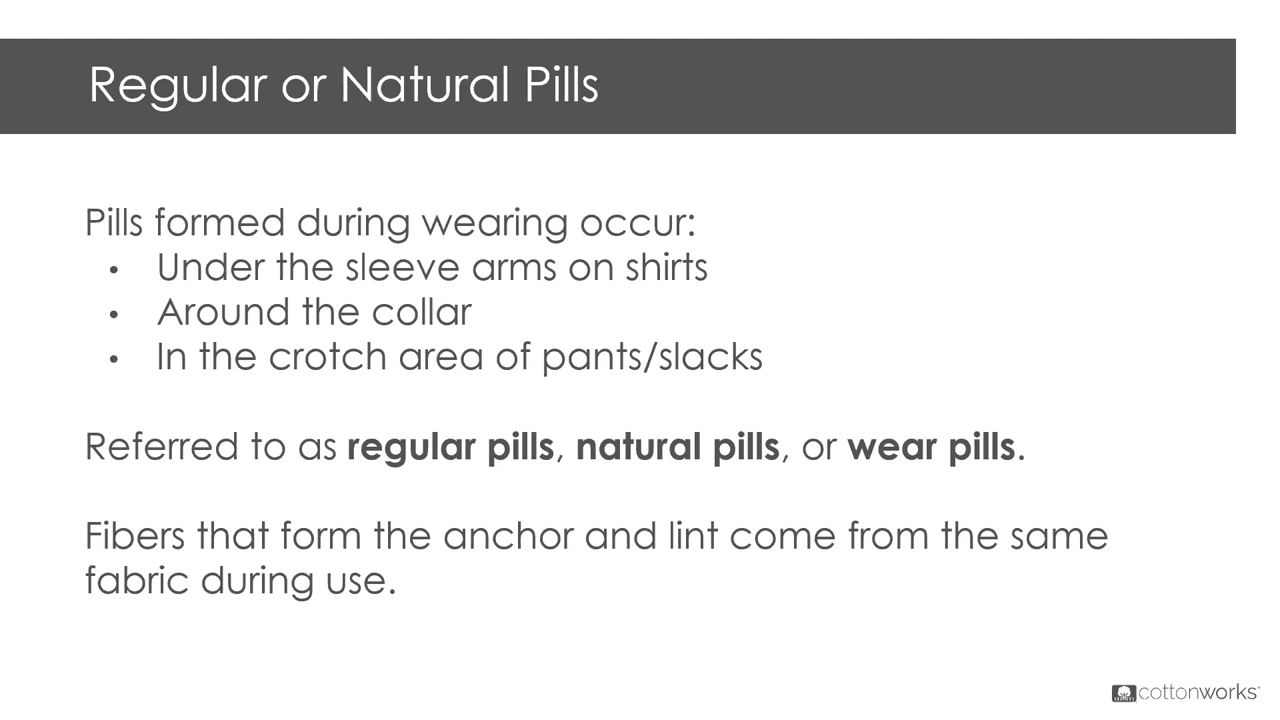 Regular or Natural Pills
Pills formed during wearing occur:
• Under the sleeve arms on shirts
• Around the collar
• In the crotch area of pants/slacks
Referred to as regular pills, natural pills, or wear pills.
Fibers that form the anchor and lint come from the same
fabric during use.
cottonworks